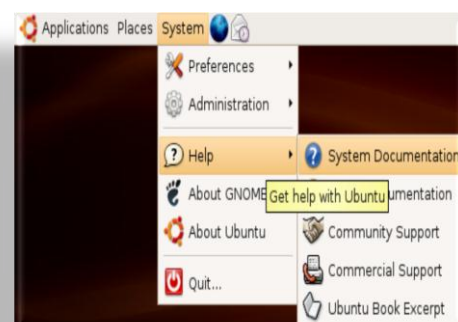 Applications Places System
Preferences
Administration
Help
System Documentation
About GNOME
Get help with Ubuntu
umentation
About Ubuntu
Community Support
Commercial Support
Quit...
Ubuntu Book Excerpt